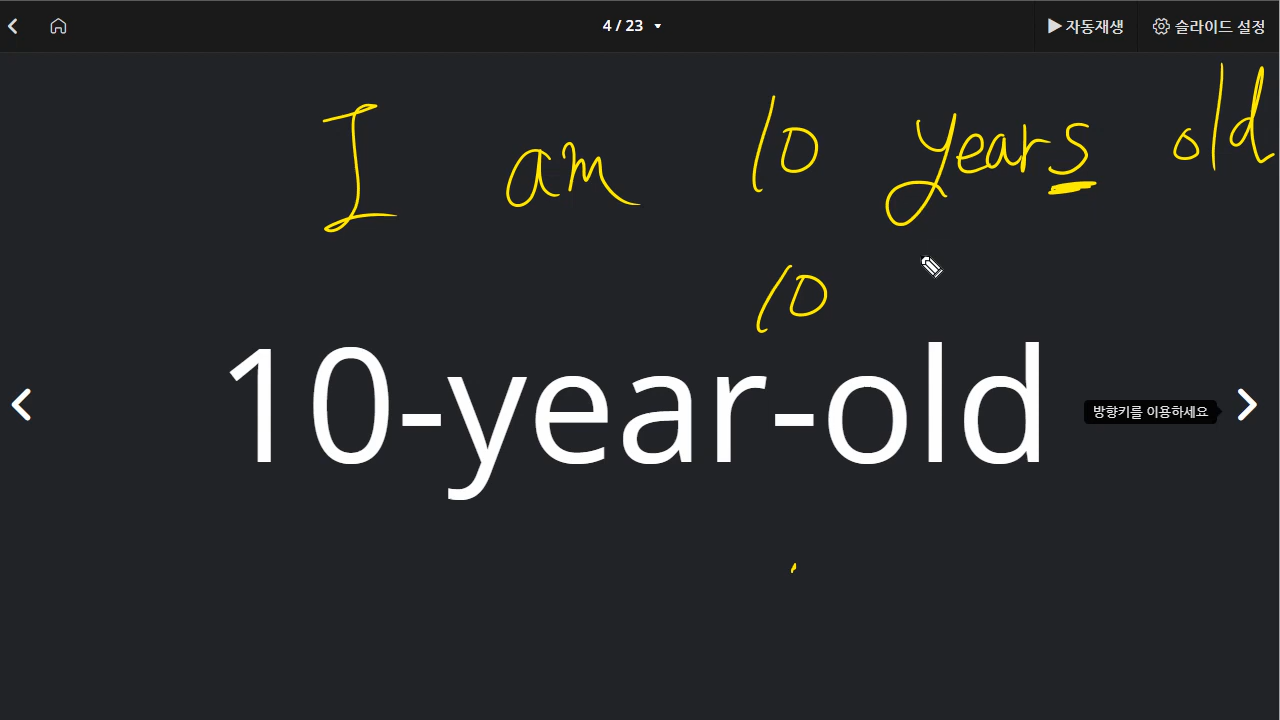 4 / 23
자동재생
슬라이드 설정
I am 10 years old
10
10-year-old
방향키를 이용하세요